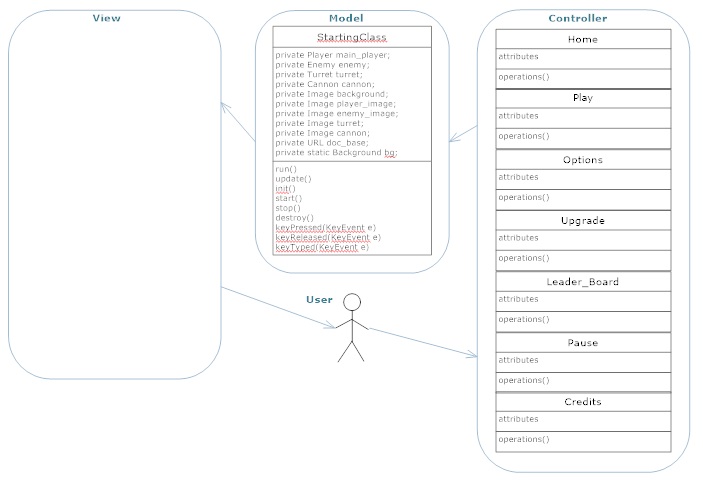 View
Model
StartingClass
private Player main_player;
private Enemy enemy;
private Turret turret;
private Cannon cannon;
private Image background;
private Image player_image;
private Image enemy_image;
private Image turret;
private Image cannon;
private URL doc_base;
private static Background bg;
run()
update()
init()
start()
stop()
destroy()
keyPressed(KeyEvent e)
keyReleased(KeyEvent e)
keyTyped(KeyEvent e)
User
Controller
Home
attributes
operations()
Play
attributes
operations()
Options
attributes
operations()
Upgrade
attributes
operations()
Leader_Board
attributes
operations()
Pause
attributes
operations()
Credits
attributes
operations()